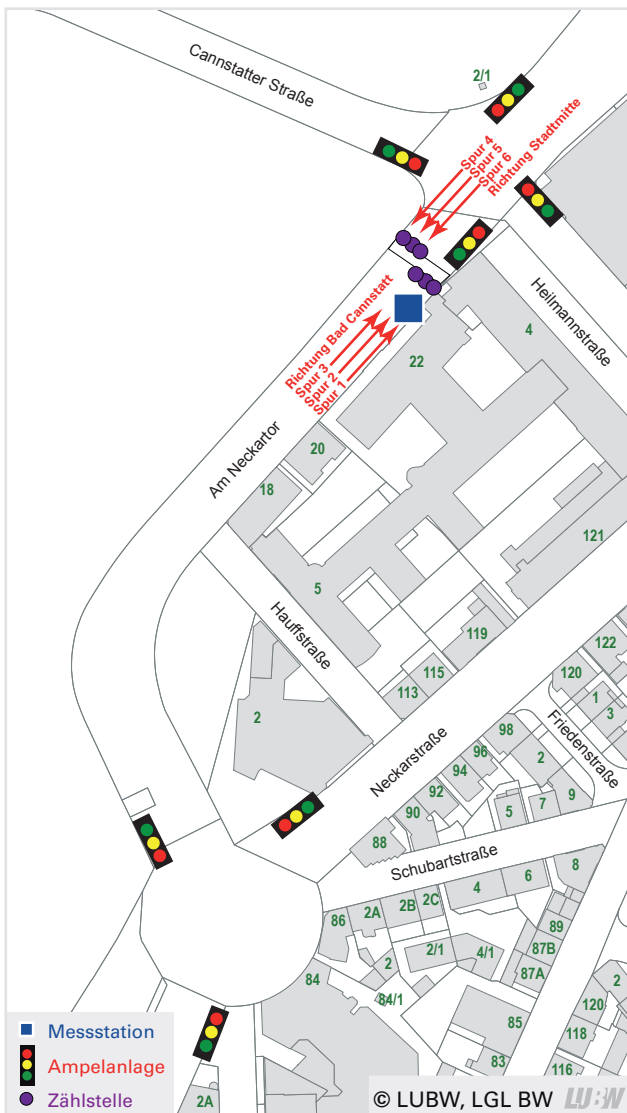 Cannstatter Straße
2/1
Spur 4
Spur 5
Spur 6
Richtung Stadtmitte
Heilmannstraße
4
Richtung Bad Cannstatt
Spur 3
Spur 2
Spur 1
22
Am Neckartor
20
18
121
5
Hauffstraße
119
115
113
122
120
1
3
2
Neckarstraße
98
96
94
92
90
88
2
Friedenstraße
9
7
5
Schubartstraße
8
6
4
2C
2B
2A
86
89
87B
87A
2/1
4/1
2
84
84/1
85
83
2
120
118
116
2A
Messstation
Ampelanlage
Zählstelle
© LUBW, LGL BW LUBW